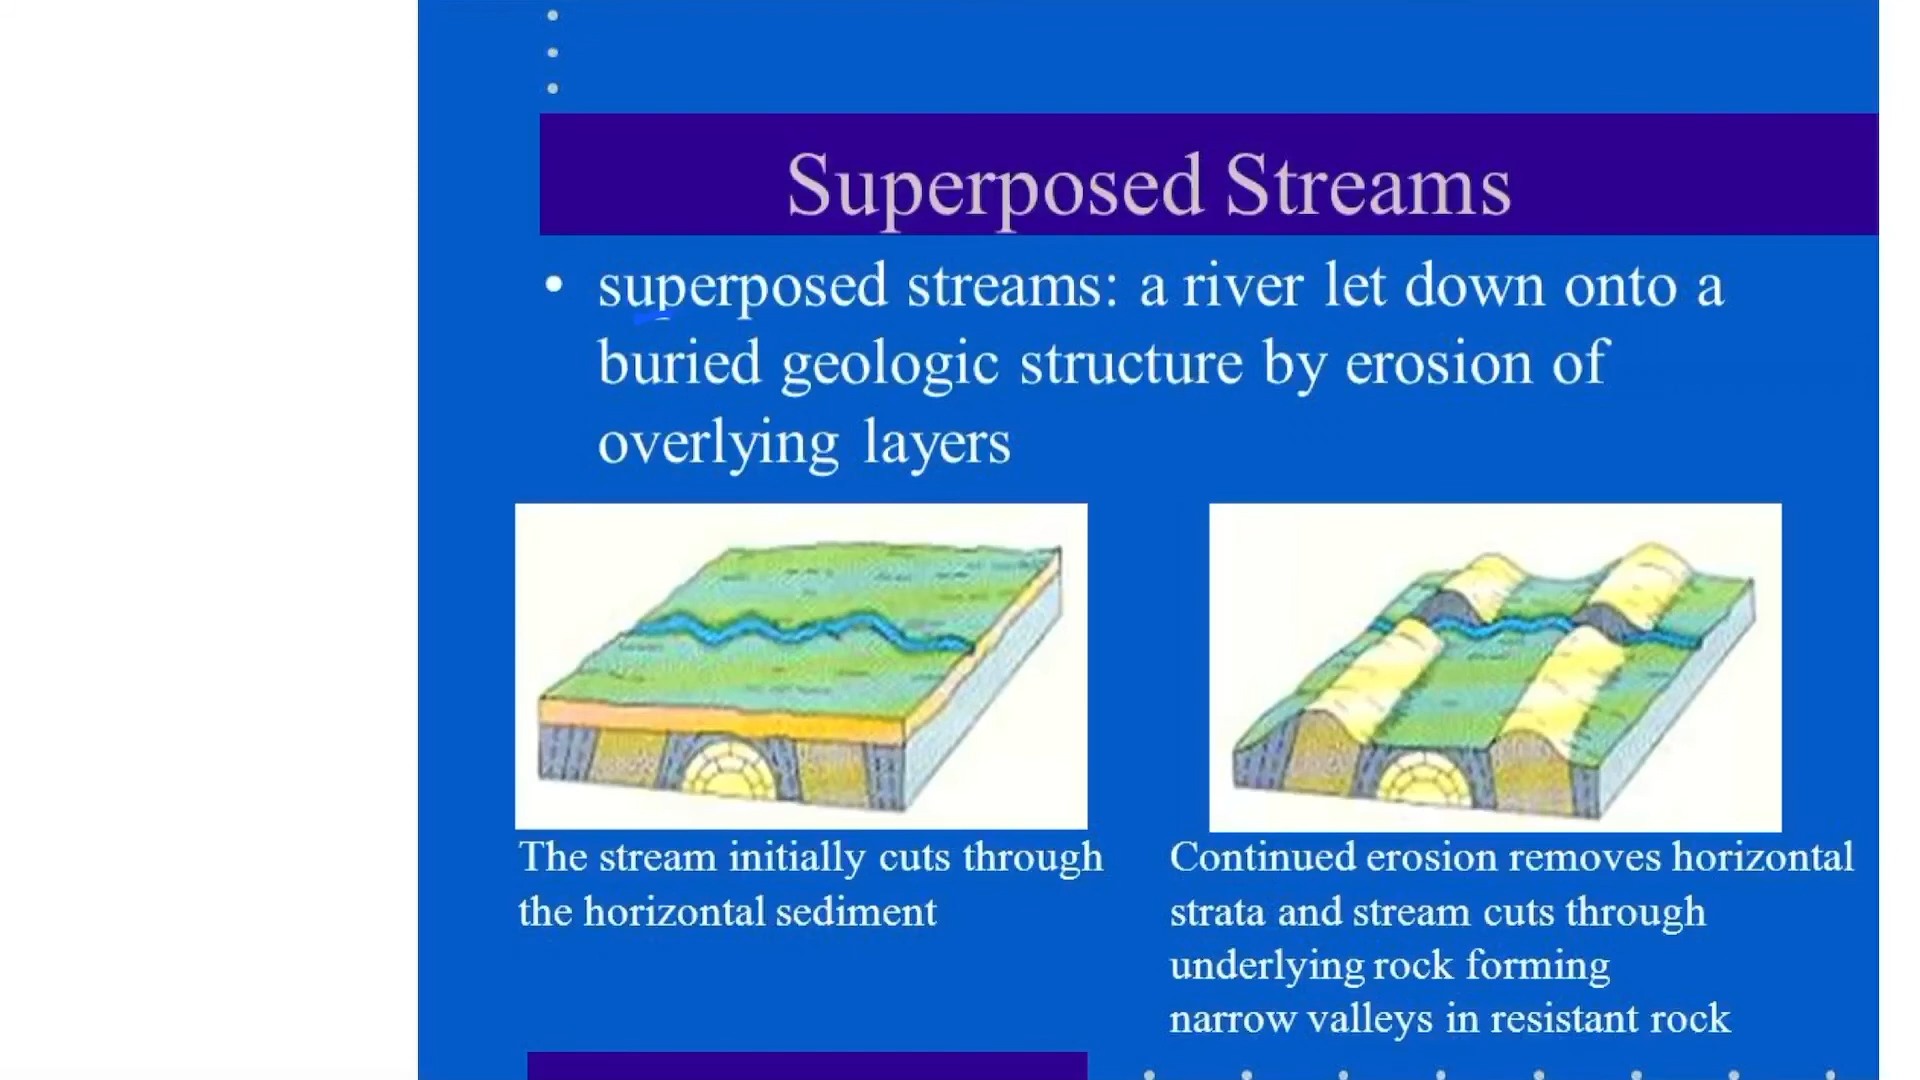 Superposed Streams
• superposed streams: a river let down onto a
buried geologic structure by erosion of
overlying layers
The stream initially cuts through
the horizontal sediment
Continued erosion removes horizontal
strata and stream cuts through
underlying rock forming
narrow valleys in resistant rock